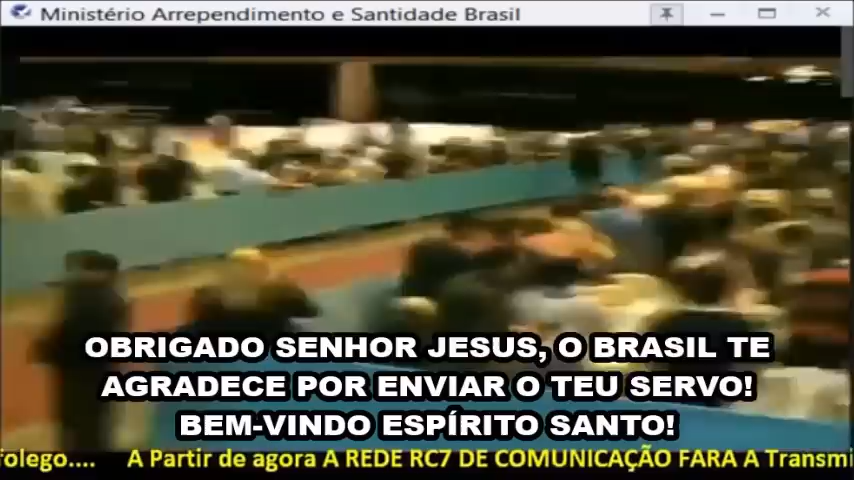 Ministério Arrependimento e Santidade Brasil
OBRIGADO SENHOR JESUS, O BRASIL TE
AGRADECE POR ENVIAR O TEU SERVO!
BEM-VINDO ESPÍRITO SANTO!
folego.... A Partir de agora A REDE RC7 DE COMUNICAÇÃO FARA A Transmi